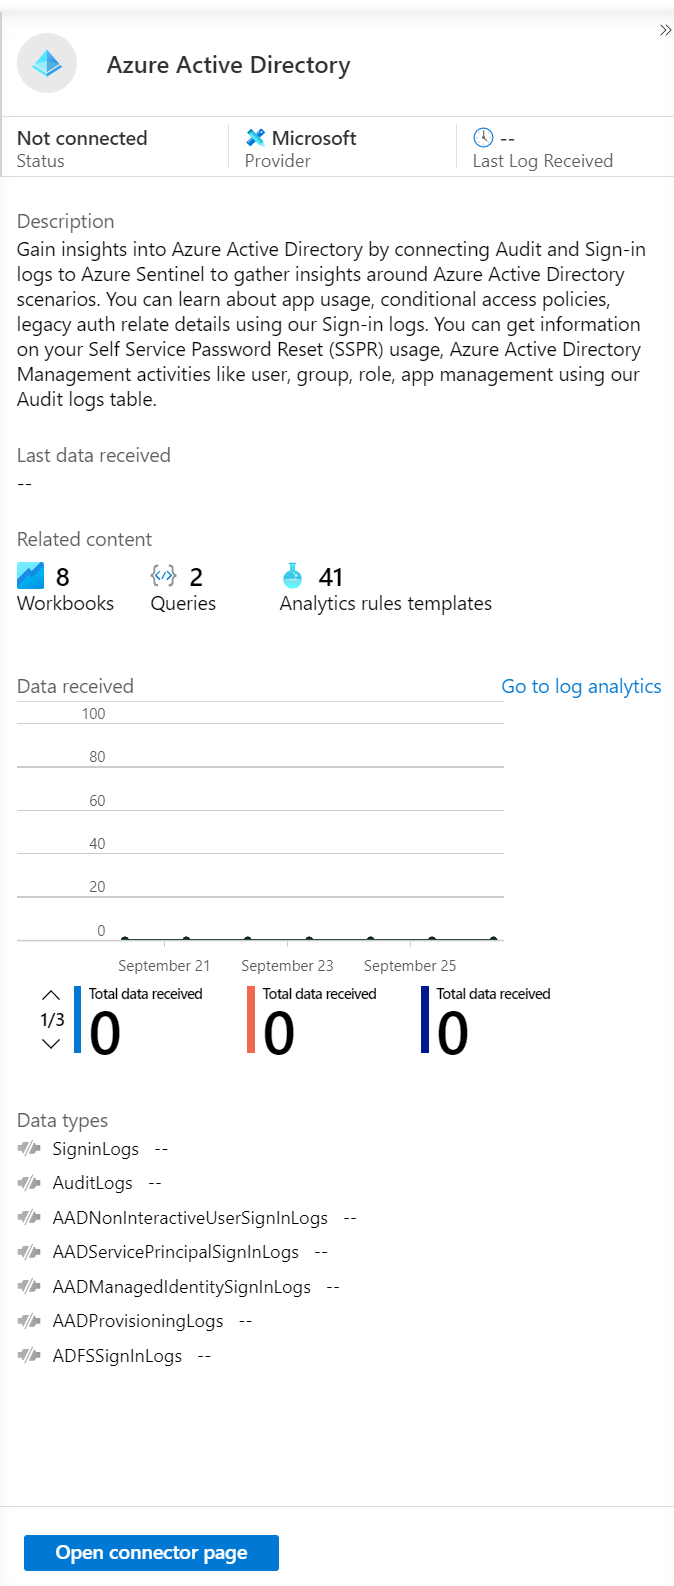 »
Azure Active Directory
Not connected
Status
Microsoft
Provider
--
Last Log Received
Description
Gain insights into Azure Active Directory by connecting Audit and Sign-in
logs to Azure Sentinel to gather insights around Azure Active Directory
scenarios. You can learn about app usage, conditional access policies,
legacy auth relate details using our Sign-in logs. You can get information
on your Self Service Password Reset (SSPR) usage, Azure Active Directory
Management activities like user, group, role, app management using our
Audit logs table.
Last data received
--
Related content
8
Workbooks
2
Queries
41
Analytics rules templates
Data received
Go to log analytics
100
80
60
40
20
0
September 21 September 23 September 25
1/3
Total data received
0
Total data received
0
Total data received
0
Data types
SigninLogs --
AuditLogs --
AADNonInteractiveUserSignInLogs --
AADServicePrincipalSignInLogs --
AADManagedIdentitySignInLogs --
AADProvisioningLogs --
ADFSSignInLogs --
Open connector page